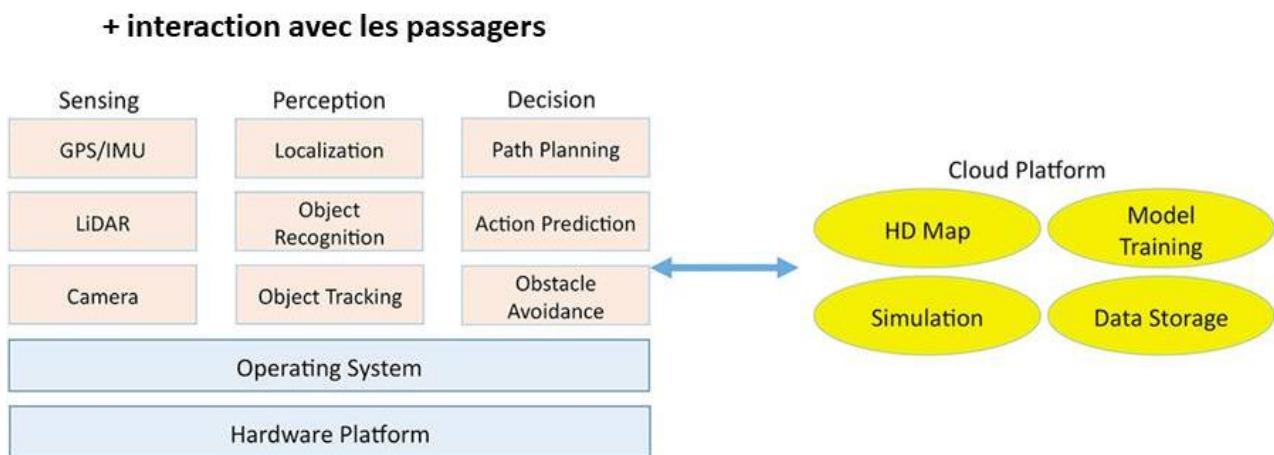 + interaction avec les passagers
Sensing
Perception
Decision
GPS/IMU
Localization
Path Planning
LiDAR
Object
Recognition
Action Prediction
Camera
Object Tracking
Obstacle
Avoidance
Operating System
Hardware Platform
Cloud Platform
HD Map
Model
Training
Simulation
Data Storage